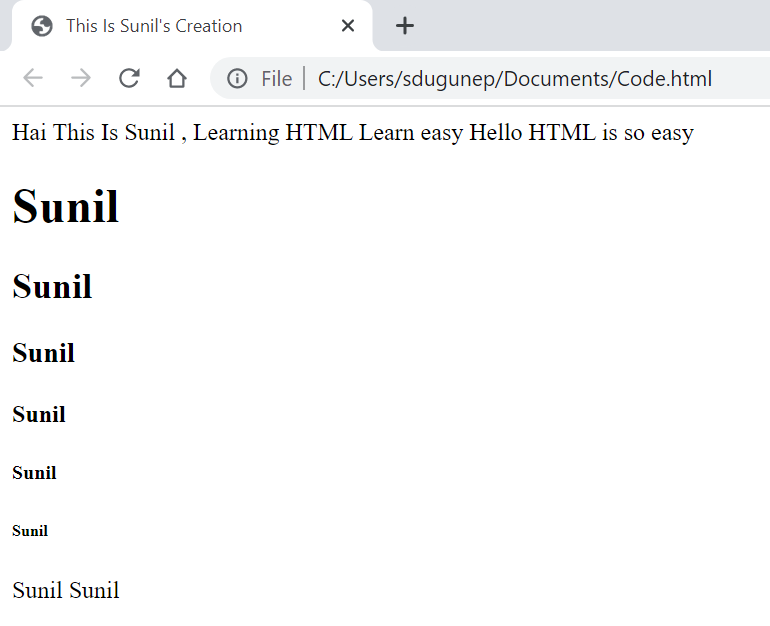 This Is Sunil's Creation
File C:/Users/sdugunep/Documents/Code.html
Hai This Is Sunil , Learning HTML Learn easy Hello HTML is so easy
Sunil
Sunil
Sunil
Sunil
Sunil
Sunil
Sunil Sunil